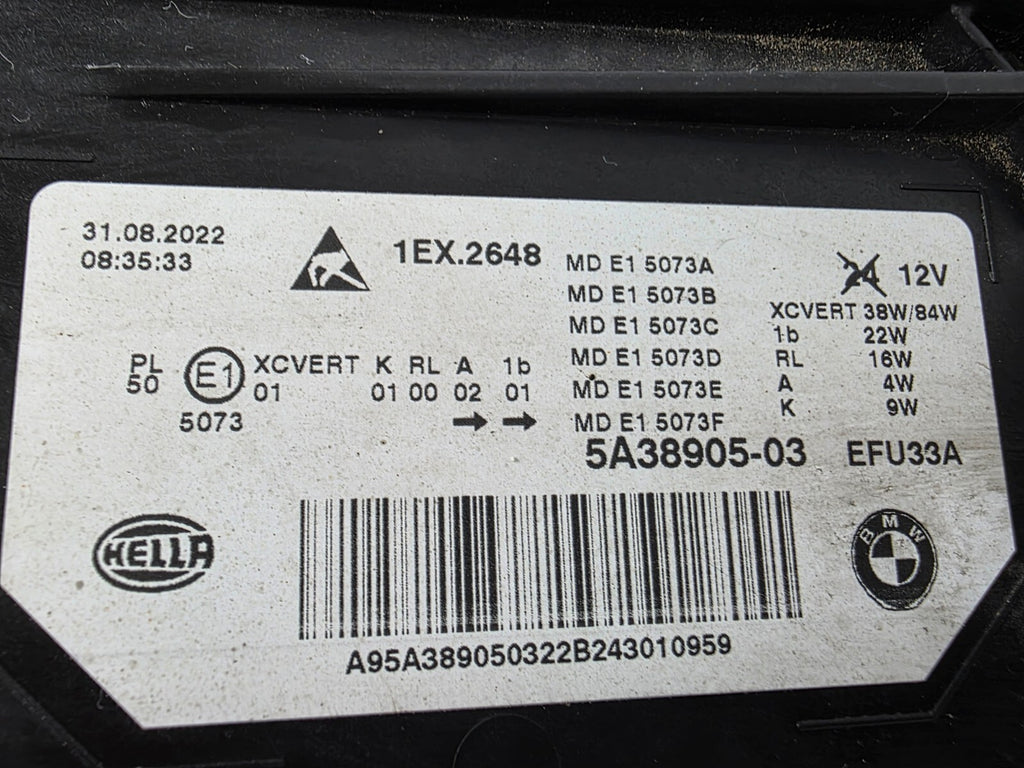 31.08.2022
08:35:33
1EX.2648
MD E1 5073A
MD E1 5073B
MD E1 5073C
MD E1 5073D
MD E1 5073E
MD E1 5073F
24 12V
XCVERT 38W/84W
1b 22W
RL 16W
A 4W
K 9W
PL
50
E1
XCVERT K RL A 1b
01 01 00 02 01
5073
5A38905-03 EFU33A
HELLA
BMW
A95A389050322B243010959